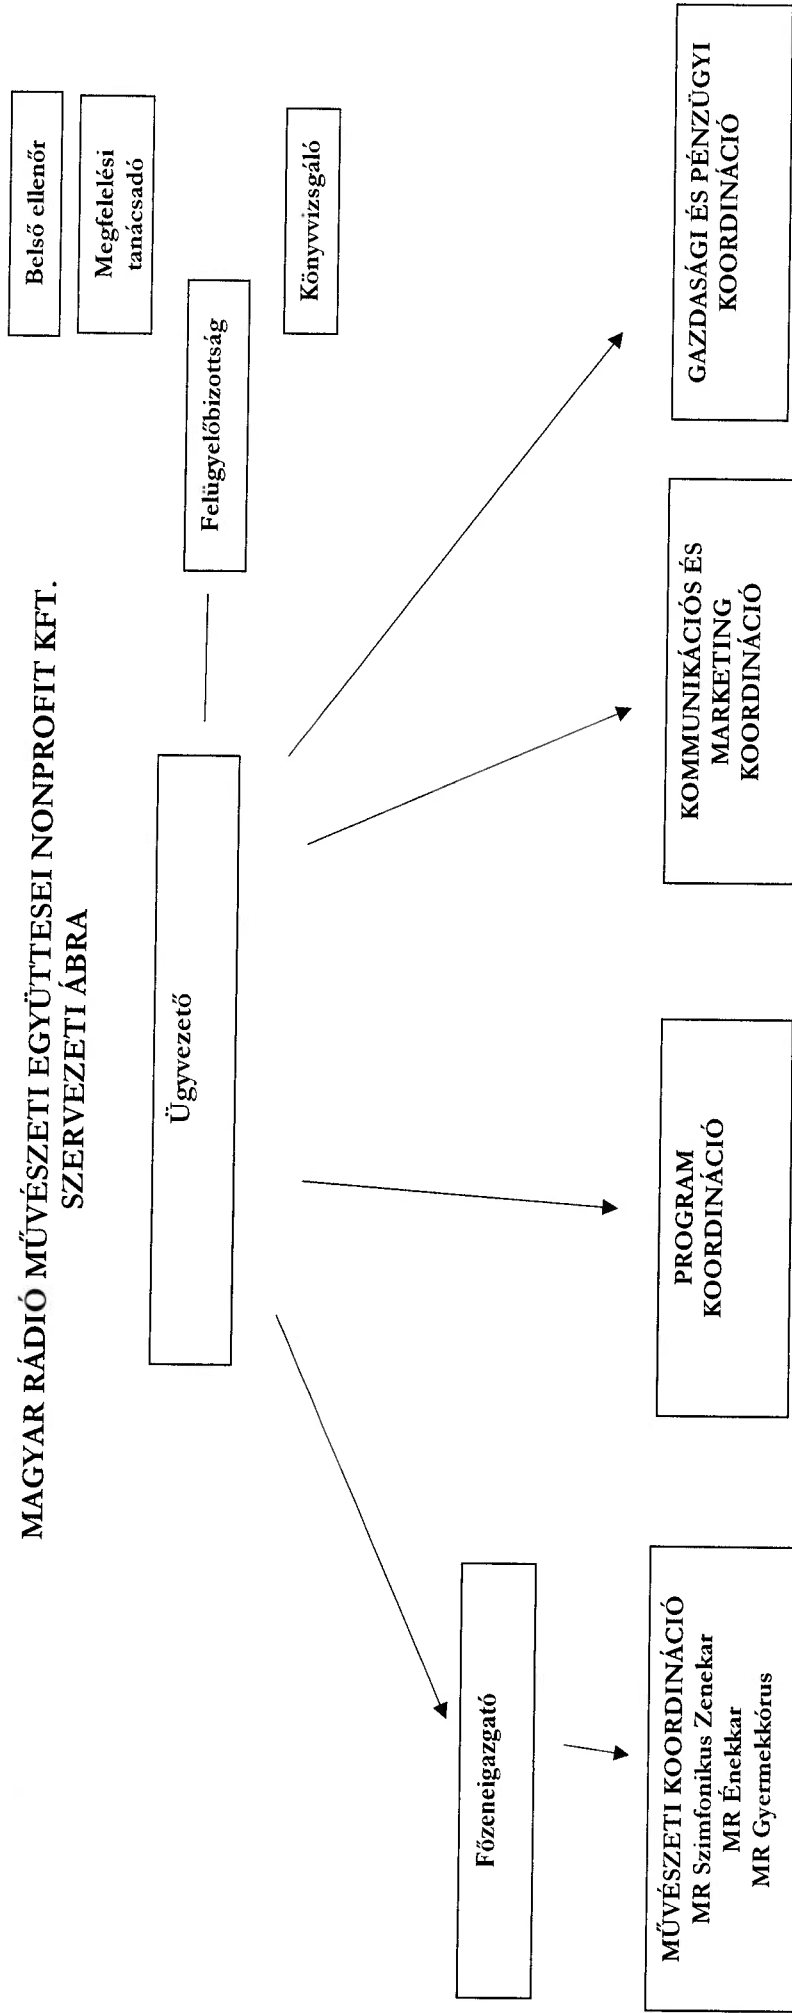 MAGYAR RÁDIÓ MŰVÉSZETI EGYÜTTESEI NONPROFIT KFT.
SZERVEZETI ÁBRA
Belső ellenőr
Megfelelési
tanácsadó
Felügyelőbizottság
Könyvvizsgáló
Ügyvezető
Főzeneigazgató
MŰVÉSZETI KOORDINÁCIÓ
MR Szimfonikus Zenekar
MR Énekkar
MR Gyermekkórus
PROGRAM
KOORDINÁCIÓ
KOMMUNIKÁCIÓS ÉS
MARKETING
KOORDINÁCIÓ
GAZDASÁGI ÉS PÉNZÜGYI
KOORDINÁCIÓ